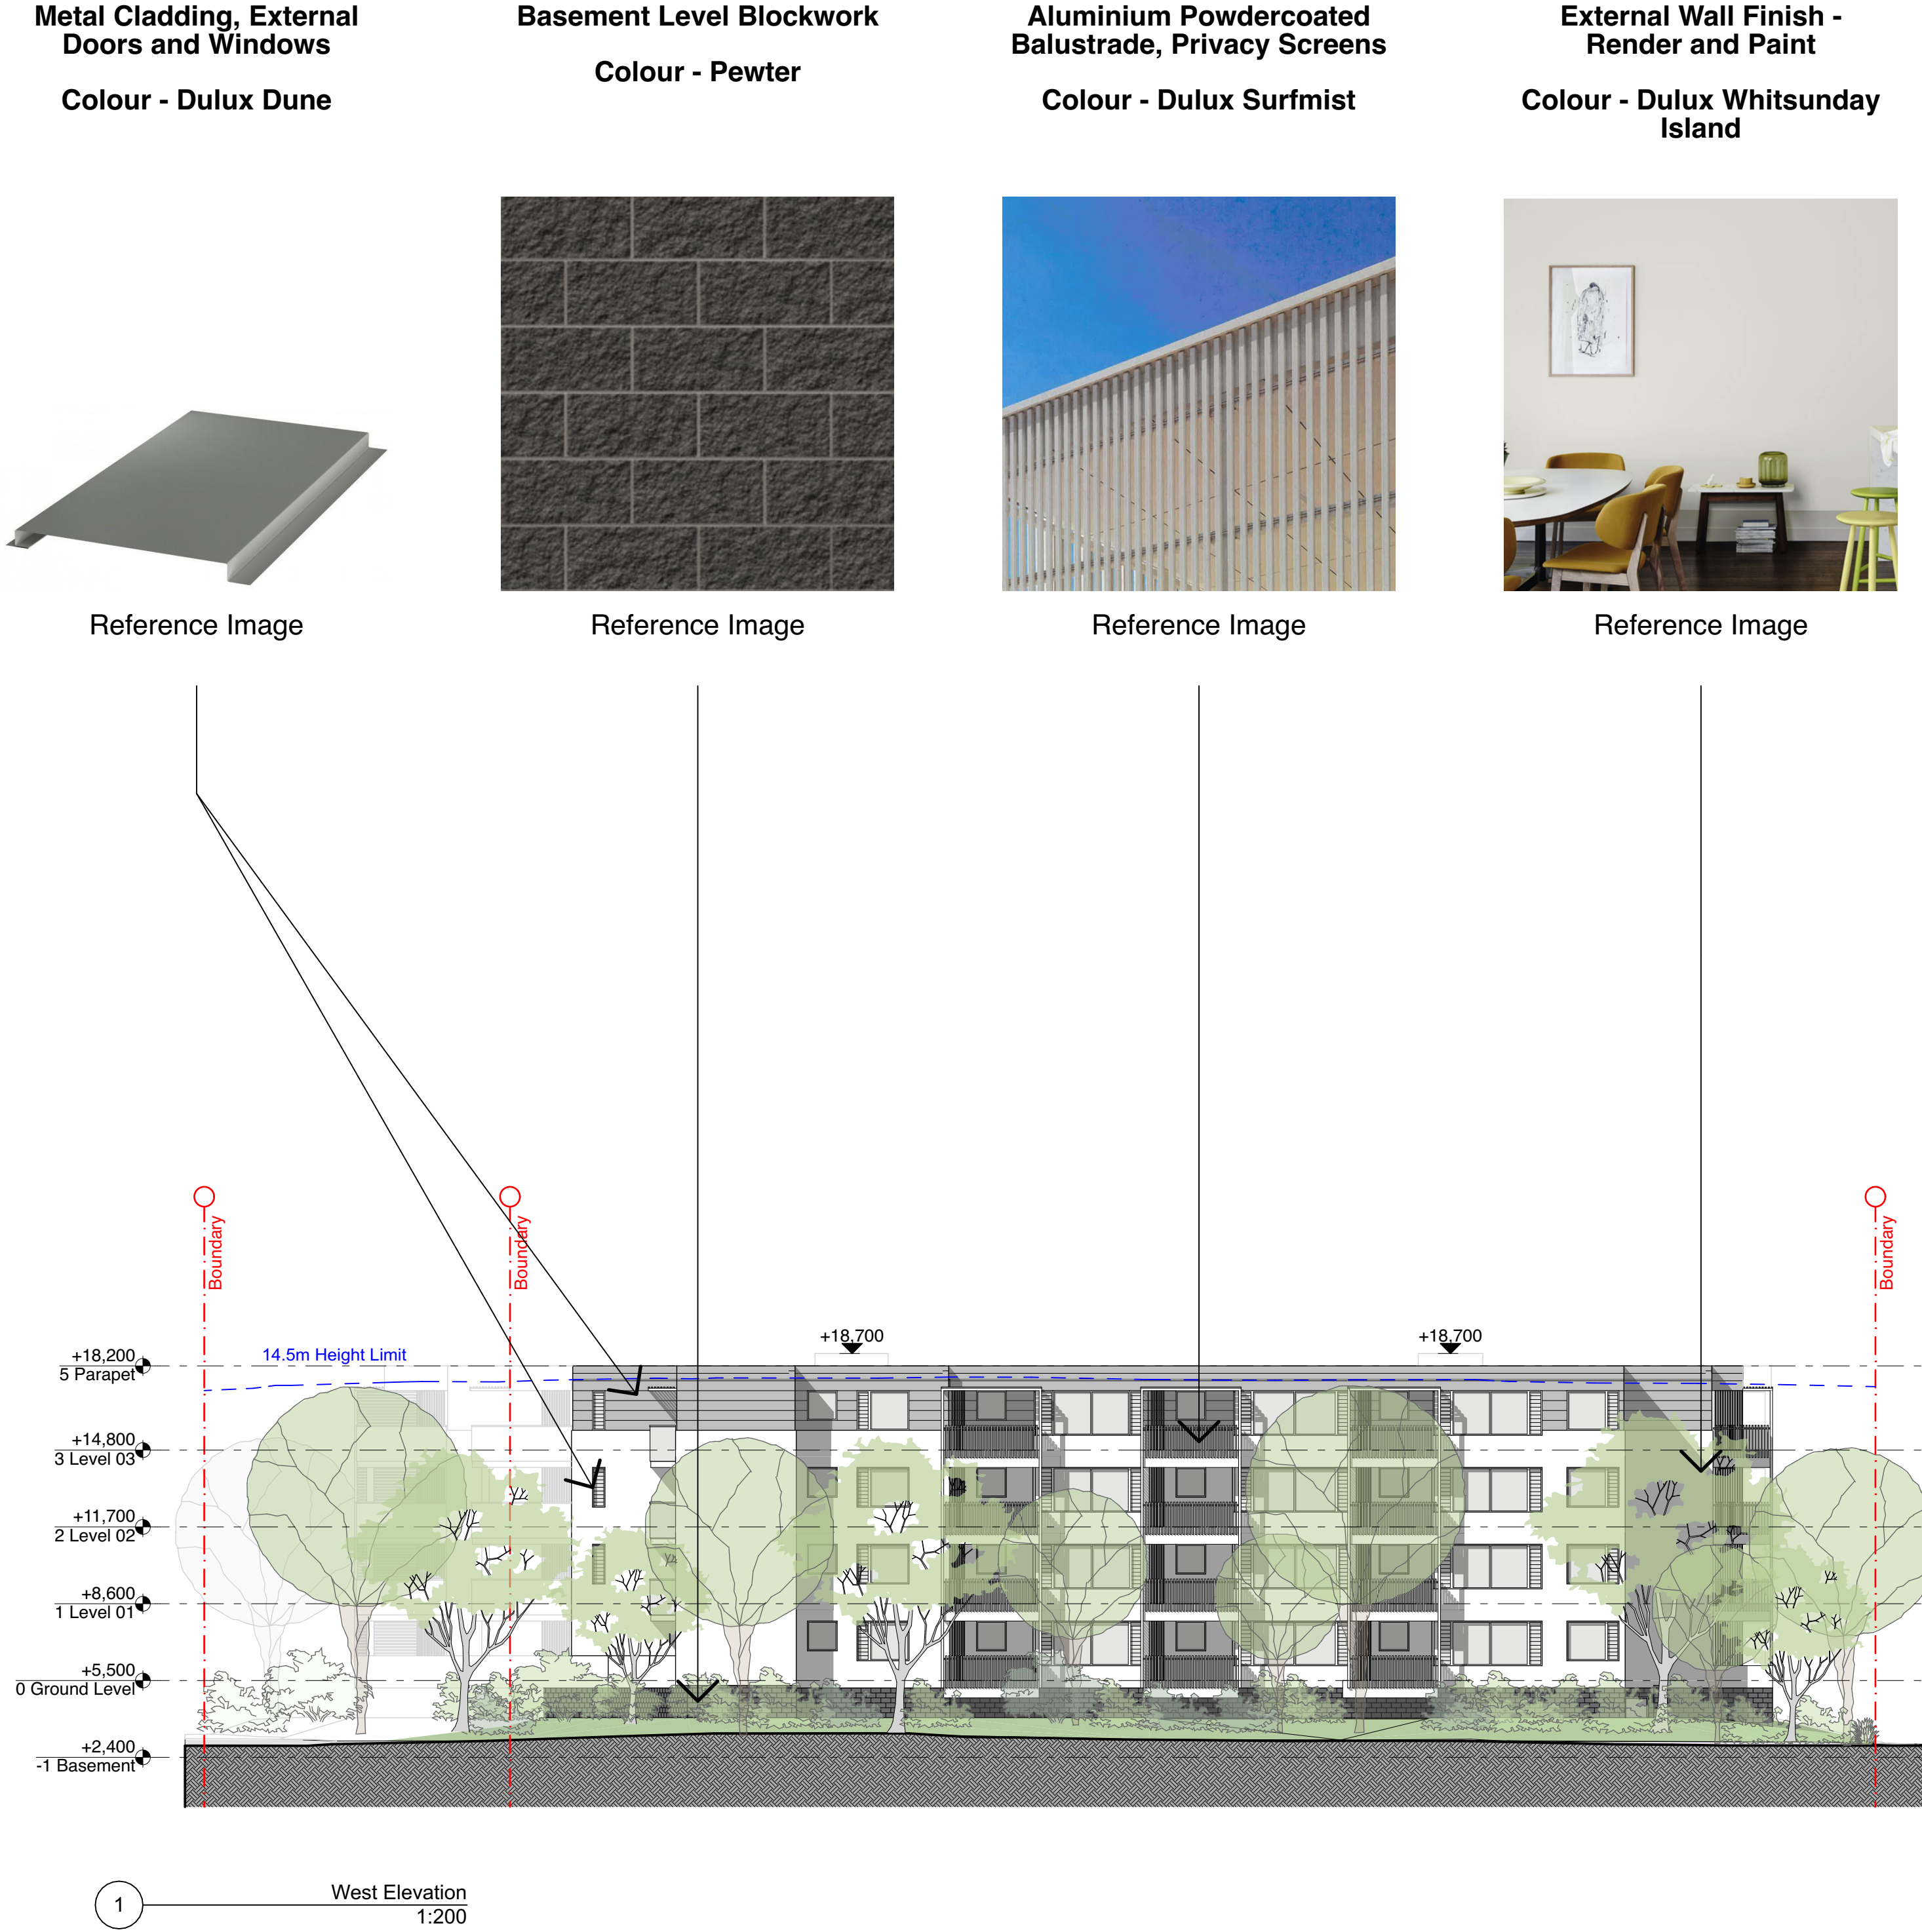 Metal Cladding, External
Doors and Windows
Colour - Dulux Dune
Basement Level Blockwork
Colour - Pewter
Aluminium Powdercoated
Balustrade, Privacy Screens
Colour - Dulux Surfmist
External Wall Finish -
Render and Paint
Colour - Dulux Whitsunday
Island
Reference Image
Reference Image
Reference Image
Reference Image
Boundary
Boundary
Boundary
+18,700
+18,700
14.5m Height Limit
+18,200
5 Parapet
+14,800
3 Level 03
+11,700
2 Level 02
+8,600
1 Level 01
+5,500
0 Ground Level
+2,400
-1 Basement
1
West Elevation
1:200